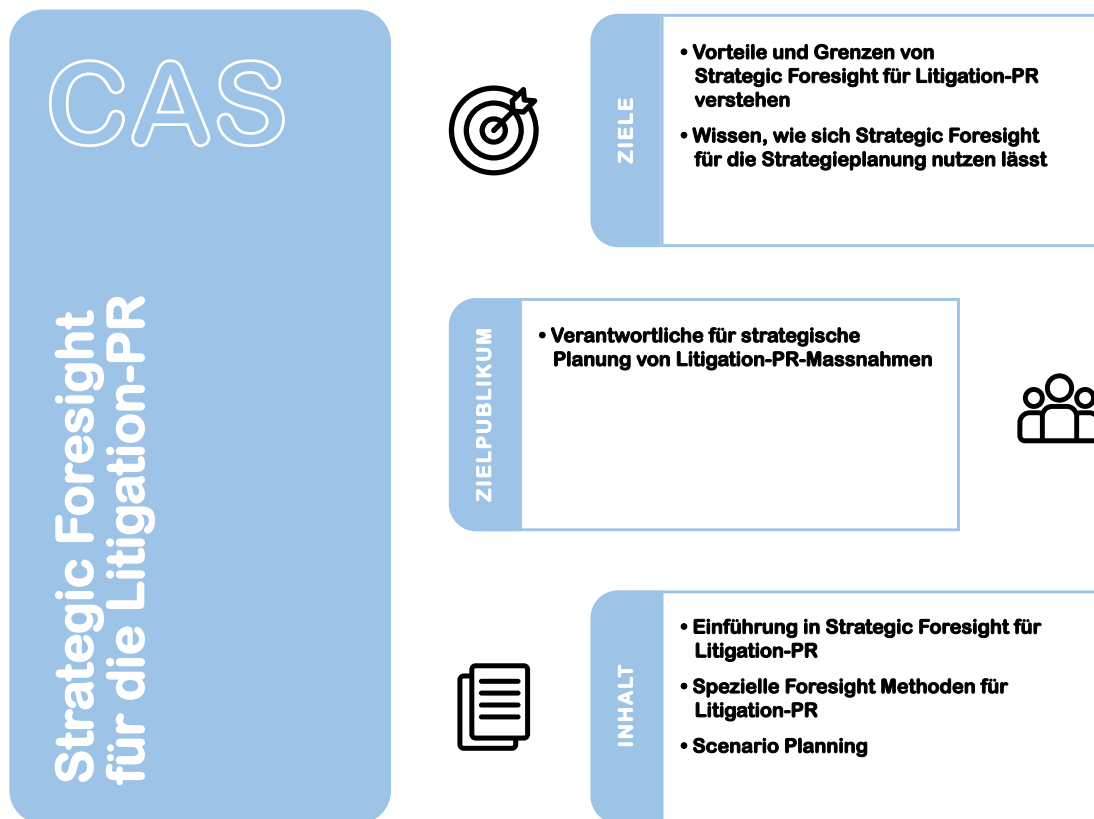 CAS
Strategic Foresight
für die Litigation-PR
ZIELE
• Vorteile und Grenzen von
Strategic Foresight für Litigation-PR
verstehen
• Wissen, wie sich Strategic Foresight
für die Strategieplanung nutzen lässt
ZIELPUBLIKUM
• Verantwortliche für strategische
Planung von Litigation-PR-Massnahmen
INHALT
• Einführung in Strategic Foresight für
Litigation-PR
• Spezielle Foresight Methoden für
Litigation-PR
• Scenario Planning